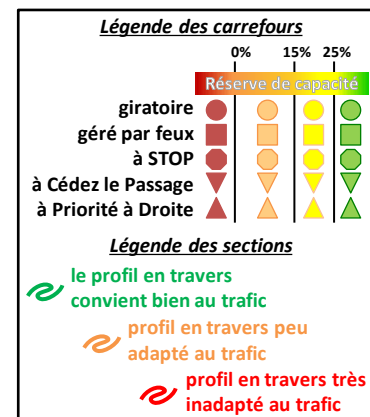 Légende des carrefours
0% 15% 25%
Réserve de capacité
giratoire
géré par feux
à STOP
à Cédez le Passage
à Priorité à Droite
Légende des sections
le profil en travers
convient bien au trafic
profil en travers peu
adapté au trafic
profil en travers très
inadapté au trafic